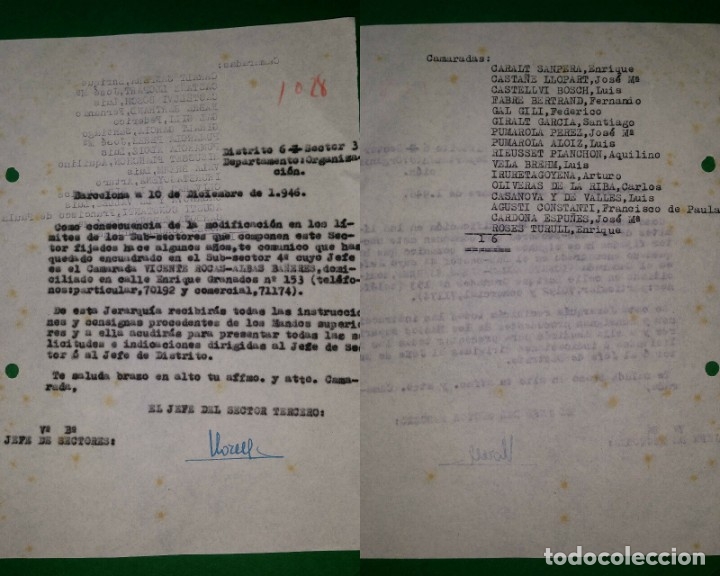 1028
Distrito 6 - Sector 3
Departamento:Organiza
ción.
Barcelona a 10 de Diciembre de 1.946.
Como consecuencia de la modificación en los lí-
mites de los Sub-sectores que componen este Sec
tor fijados hace algunos años,te comunico que has
quedado encuadrado en el Sub-sector 4º cuyo Jefe
es el Camarada VICENTE ROCAS-ALBAS BAÑERES,domi-
ciliado en calle Enrique Granados nº 153 (teléfo-
nos:particular,70192 y comercial,71174).
De esta Jerarquía recibirás todas las instruccio
nes y consignas procedentes de los Mandos superio
res y a ella acudirás para presentar todas las so
licitudes e indicaciones dirigidas al Jefe de Sec
tor ó al Jefe de Distrito.
Te saluda brazo en alto tu affmo. y atto. Cama-
rada,
EL JEFE DEL SECTOR TERCERO:
Vº Bº
JEFE DE SECTORES:
Camaradas:
CARALT SANPERA,Enrique
CASTAÑE LLOPART,José Mª
CASTELLVI BOSCH,Luis
FABRE BERTRAND,Fernanio
GAL GILI,Federico
GIRALT GARCIA,Santiago
PUMAROLA PEREZ,José Mª
PUMAROLA ALOIZ,Luis
RIEUSSET PLANCHON,Aquilino
VELA BREHM,Luis
IRURETAGOYENA,Arturo
OLIVERAS DE LA RIBA,Carlos
CASANOVA Y DE VALLES,Luis
AGUSTI CONSTANTI,Francisco de Paula
CARDONA ESPUÑES,José Mª
ROSES TURULL,Enrique
16
=======
todocoleccion.net